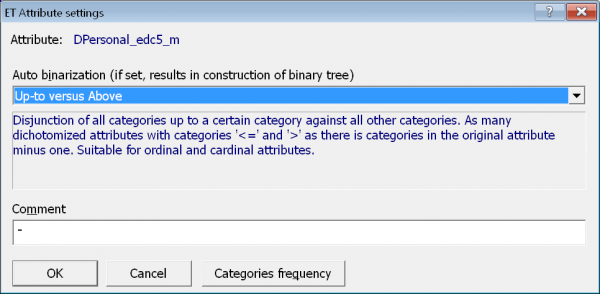 ET Attribute settings
Attribute: DPersonal_edc5_m
Auto binarization (if set, results in construction of binary tree)
Up-to versus Above
Disjunction of all categories up to a certain category against all other categories. As many
dichotomized attributes with categories '<=' and '>' as there is categories in the original attribute
minus one. Suitable for ordinal and cardinal attributes.
Comment
-
OK Cancel Categories frequency